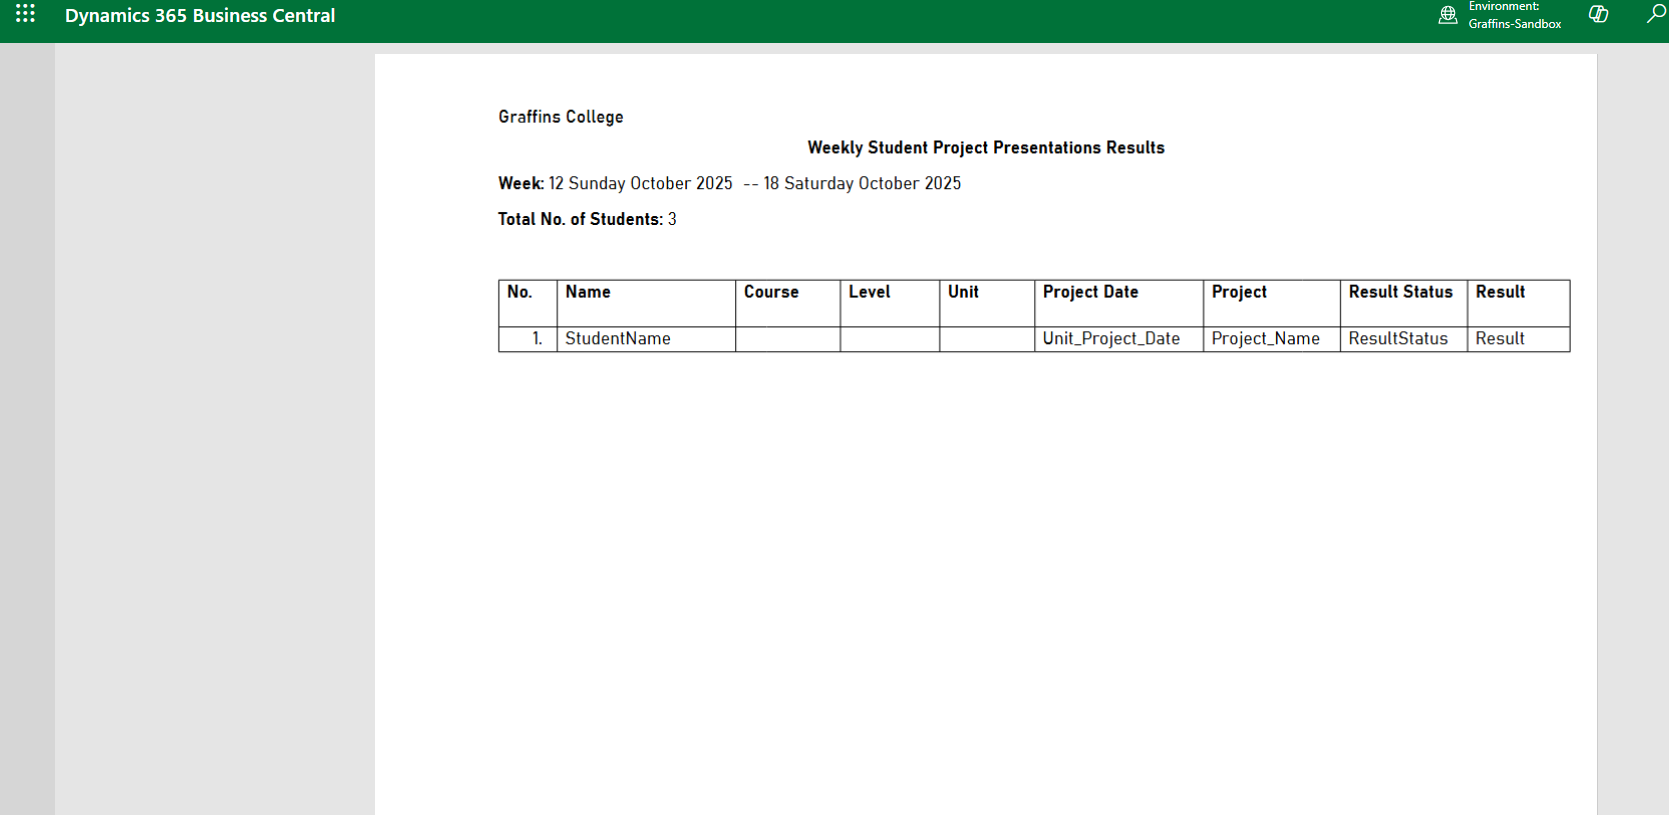 Dynamics 365 Business Central
Environment:
Graffins-Sandbox
Graffins College
Weekly Student Project Presentations Results
Week: 12 Sunday October 2025 -- 18 Saturday October 2025
Total No. of Students: 3
No. Name Course Level Unit Project Date Project Result Status Result
1. StudentName Unit_Project_Date Project_Name ResultStatus Result